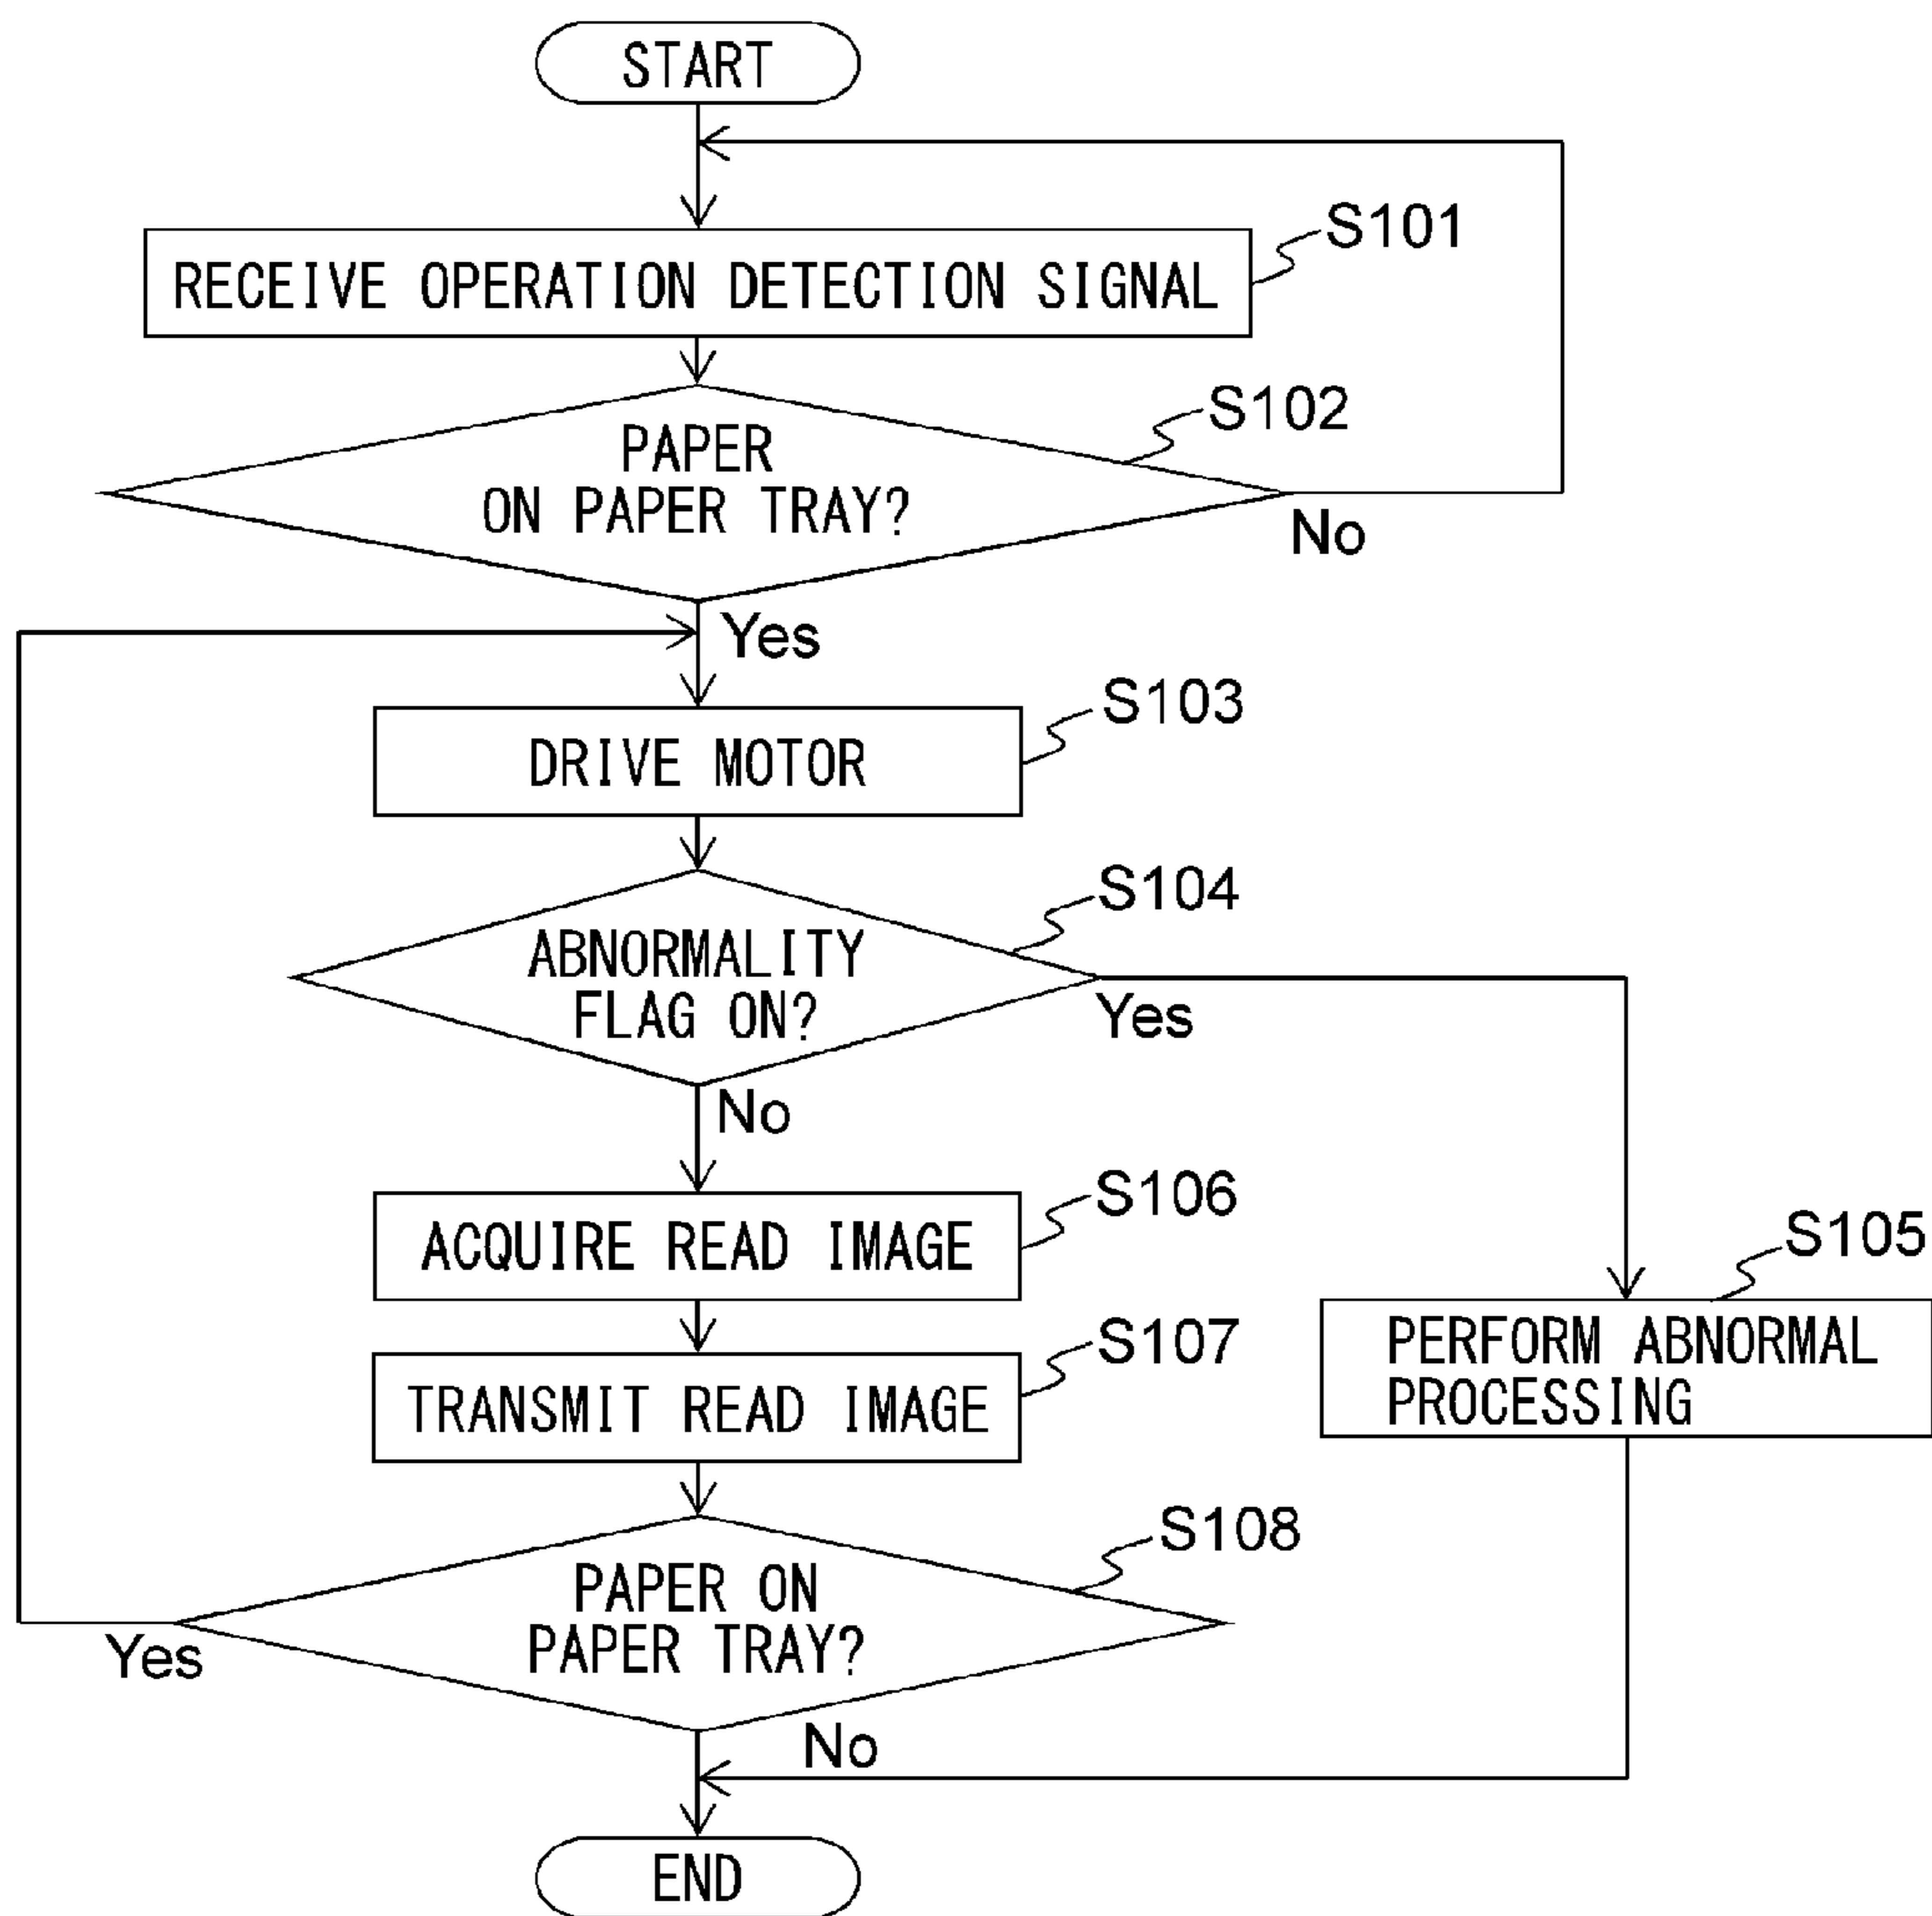 START
S101
RECEIVE OPERATION DETECTION SIGNAL
S102
PAPER
ON PAPER TRAY?
No
Yes
S103
DRIVE MOTOR
S104
ABNORMALITY
FLAG ON?
Yes
No
S106
ACQUIRE READ IMAGE
S105
PERFORM ABNORMAL
PROCESSING
S107
TRANSMIT READ IMAGE
S108
PAPER ON
PAPER TRAY?
Yes
No
END